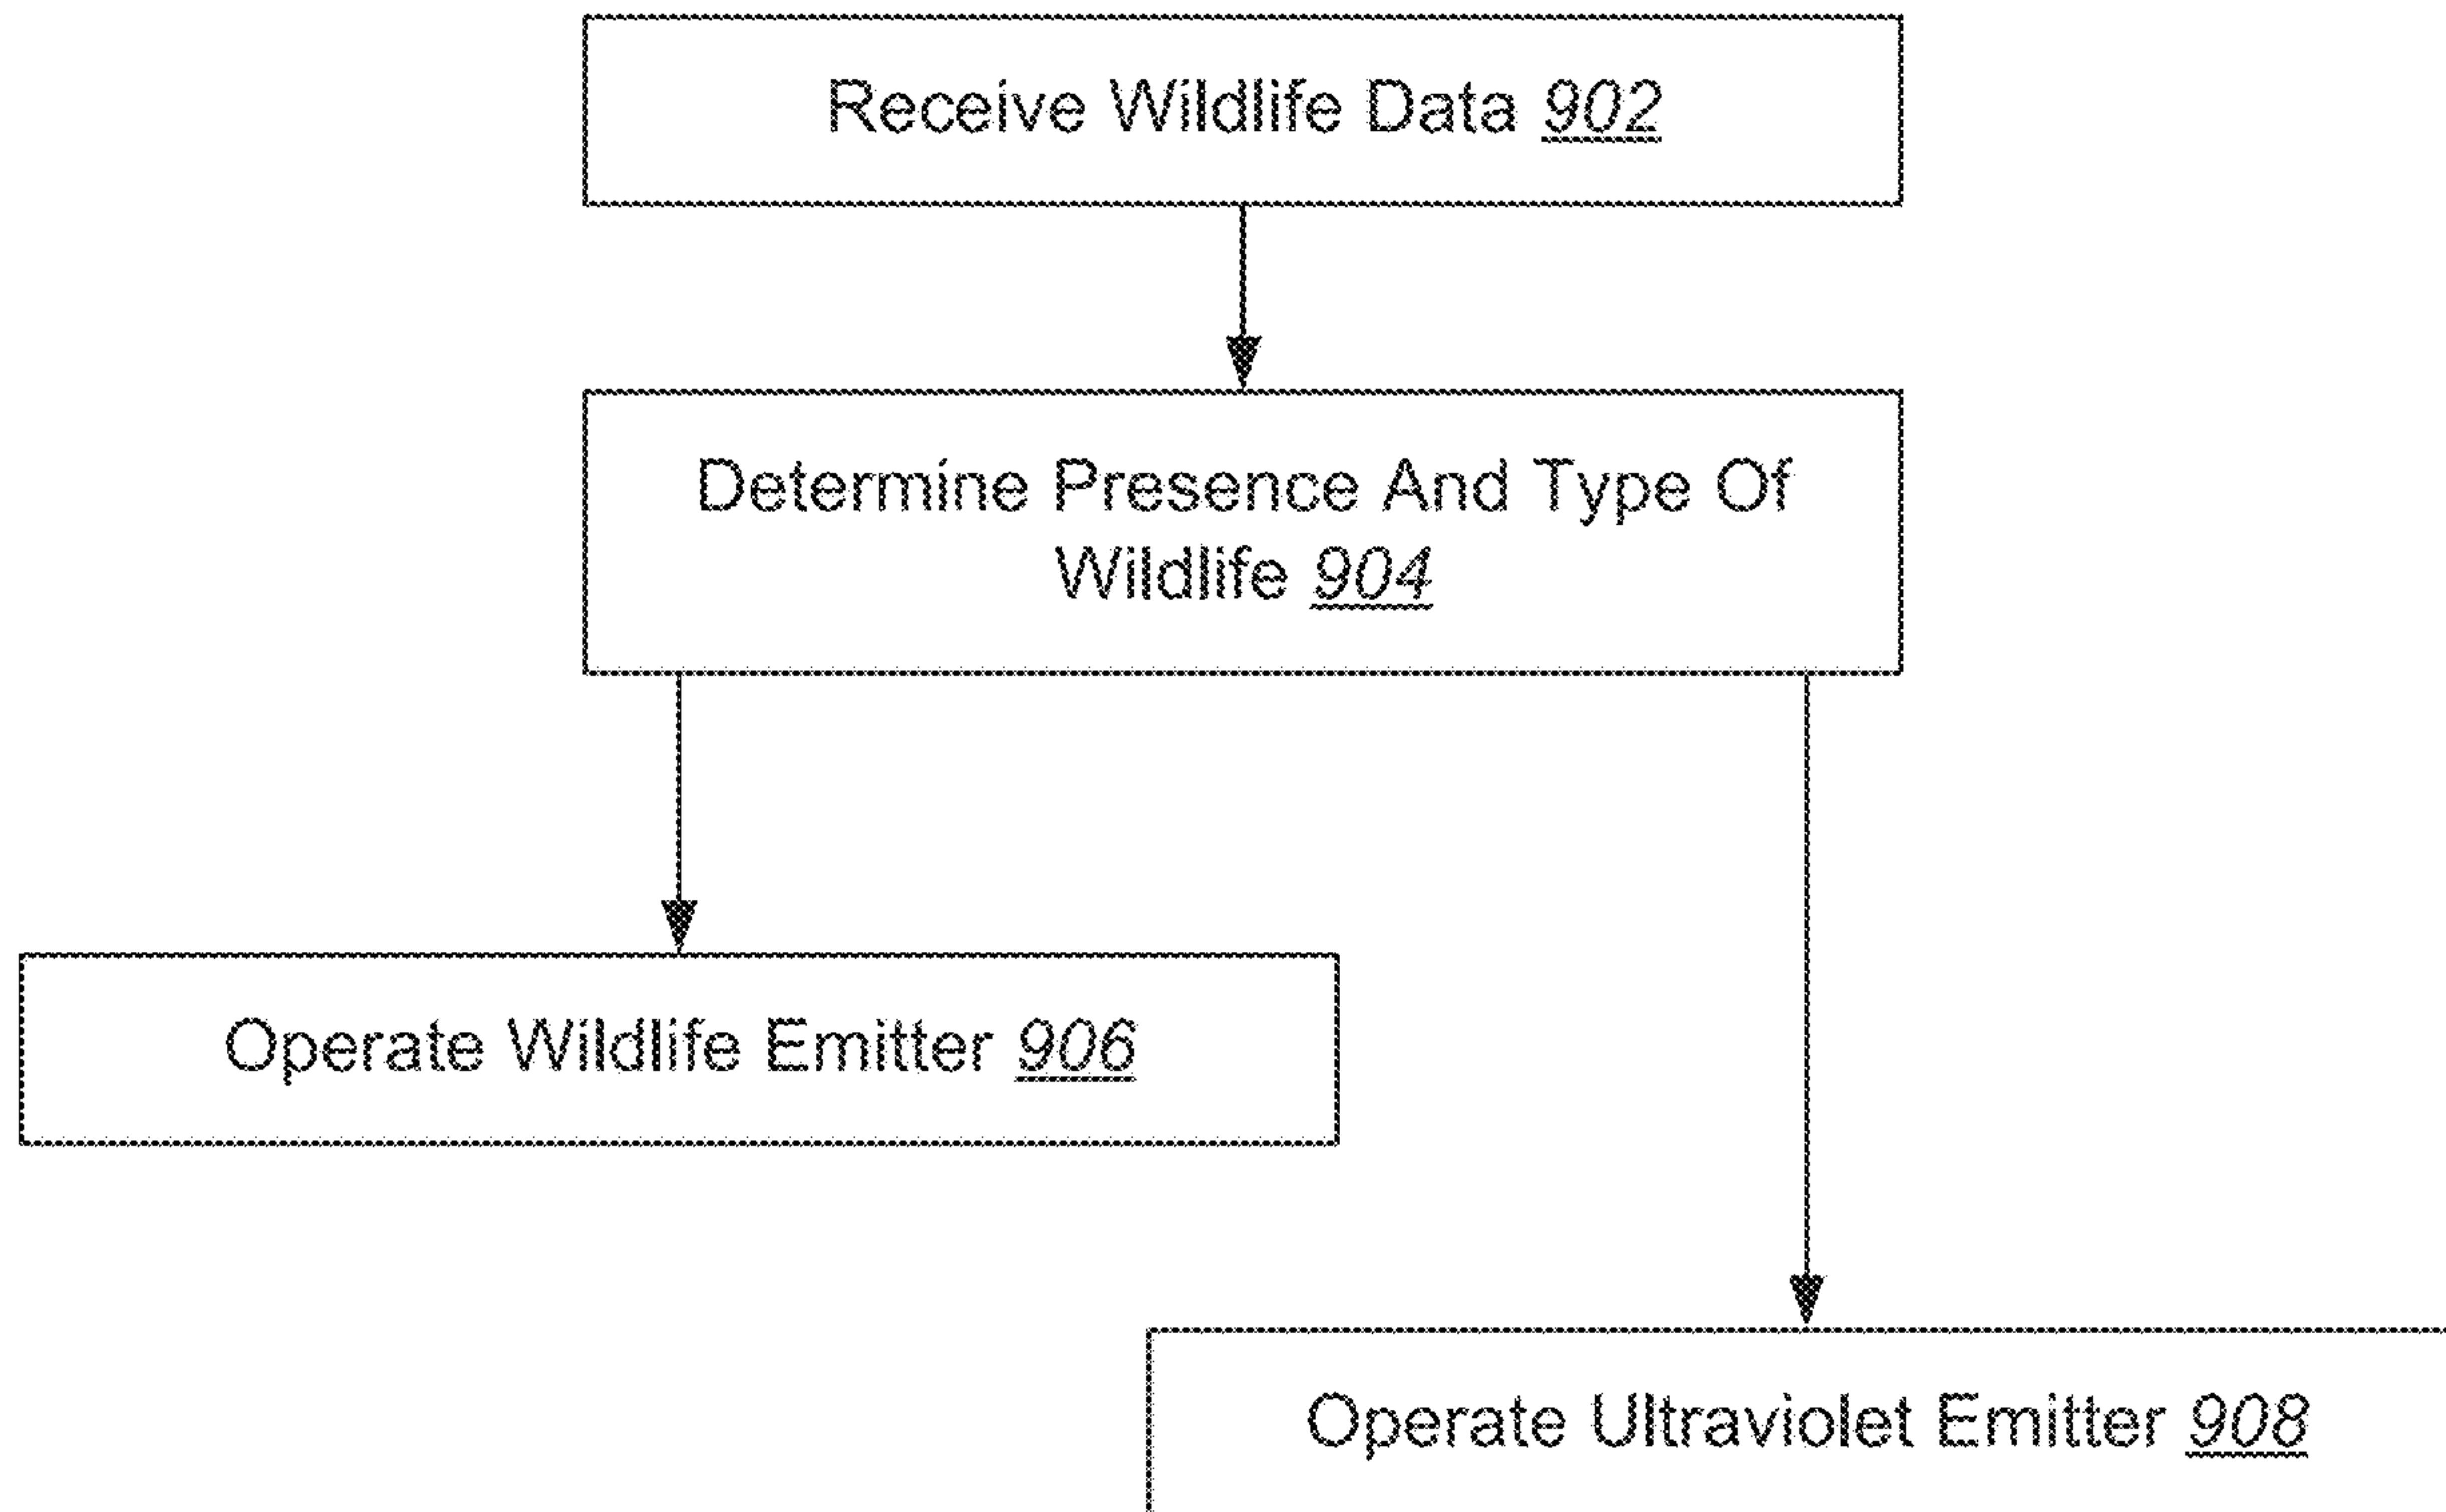 Receive Wildlife Data 902
Determine Presence And Type Of
Wildlife 904
Operate Wildlife Emitter 906
Operate Ultraviolet Emitter 908